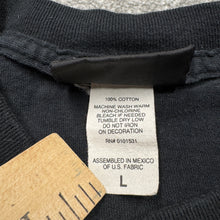 100% COTTON
MACHINE WASH WARM
NON-CHLORINE
BLEACH IF NEEDED
TUMBLE DRY LOW
DO NOT IRON
ON DECORATION
RN# 0101531
ASSEMBLED IN MEXICO
OF U.S. FABRIC
L